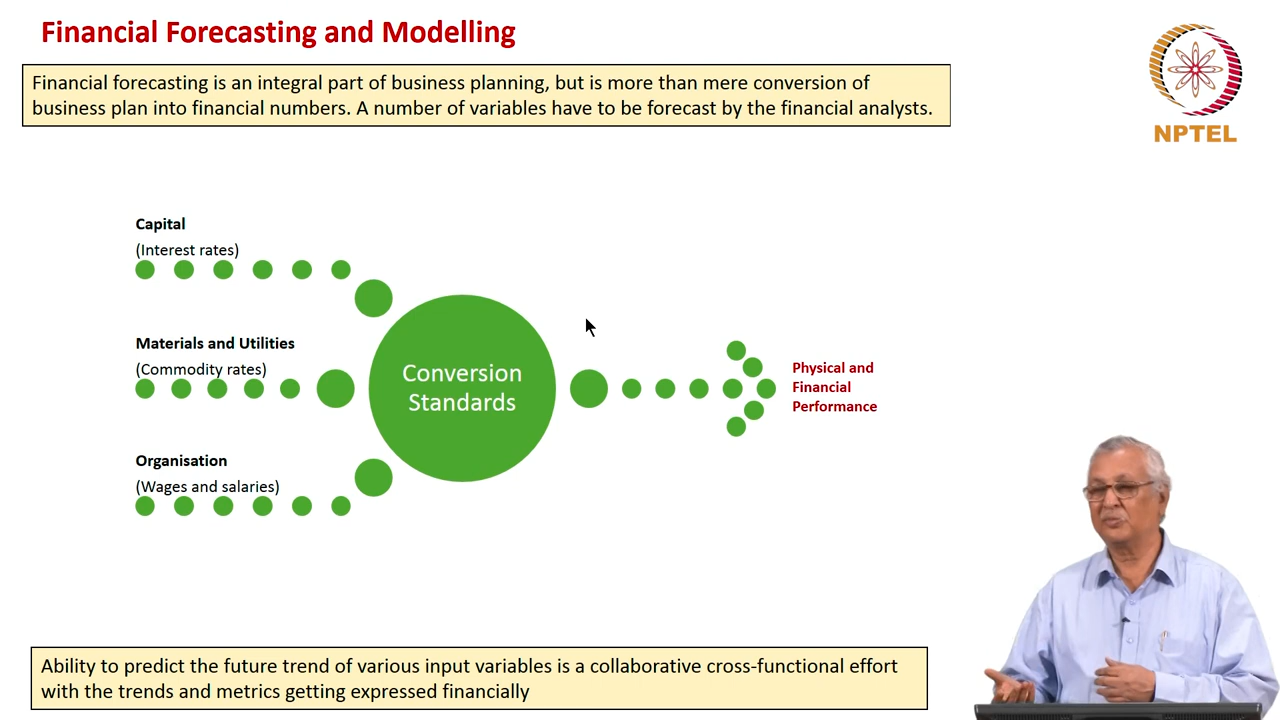 Financial Forecasting and Modelling
Financial forecasting is an integral part of business planning, but is more than mere conversion of
business plan into financial numbers. A number of variables have to be forecast by the financial analysts.
NPTEL
Capital
(Interest rates)
Materials and Utilities
(Commodity rates)
Organisation
(Wages and salaries)
Conversion
Standards
Physical and
Financial
Performance
Ability to predict the future trend of various input variables is a collaborative cross-functional effort
with the trends and metrics getting expressed financially